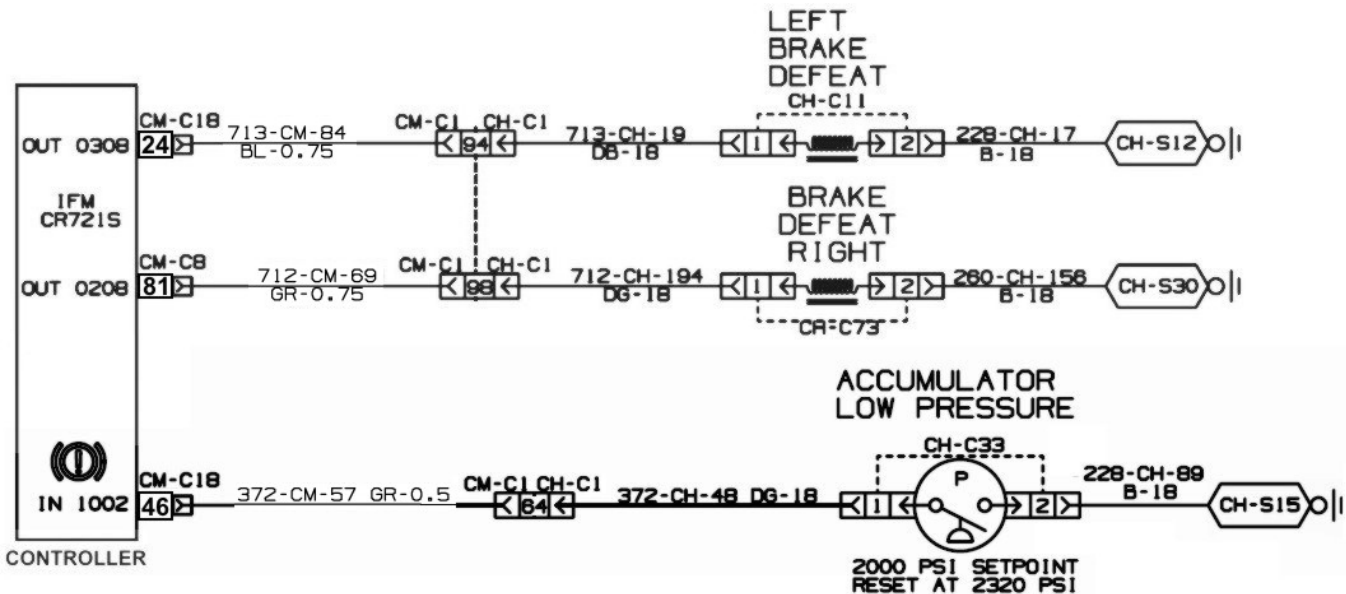 LEFT
BRAKE
DEFEAT
CH-C11
CM-C18
OUT 0308
24
713-CM-84
BL-0.75
CM-C1 CH-C1
94
713-CH-19
DB-18
1
2
228-CH-17
B-18
CH-S12
IFM
CR721S
BRAKE
DEFEAT
RIGHT
CM-C8
OUT 0208
81
712-CM-69
GR-0.75
CM-C1 CH-C1
98
712-CH-194
DG-18
1
2
260-CH-156
B-18
CH-S30
CA-C73
ACCUMULATOR
LOW PRESSURE
CH-C33
CM-C18
IN 1002
46
372-CM-57 GR-0.5
CM-C1 CH-C1
64
372-CH-48 DG-18
1
P
2
228-CH-89
B-18
CH-S15
CONTROLLER
2000 PSI SETPOINT
RESET AT 2320 PSI